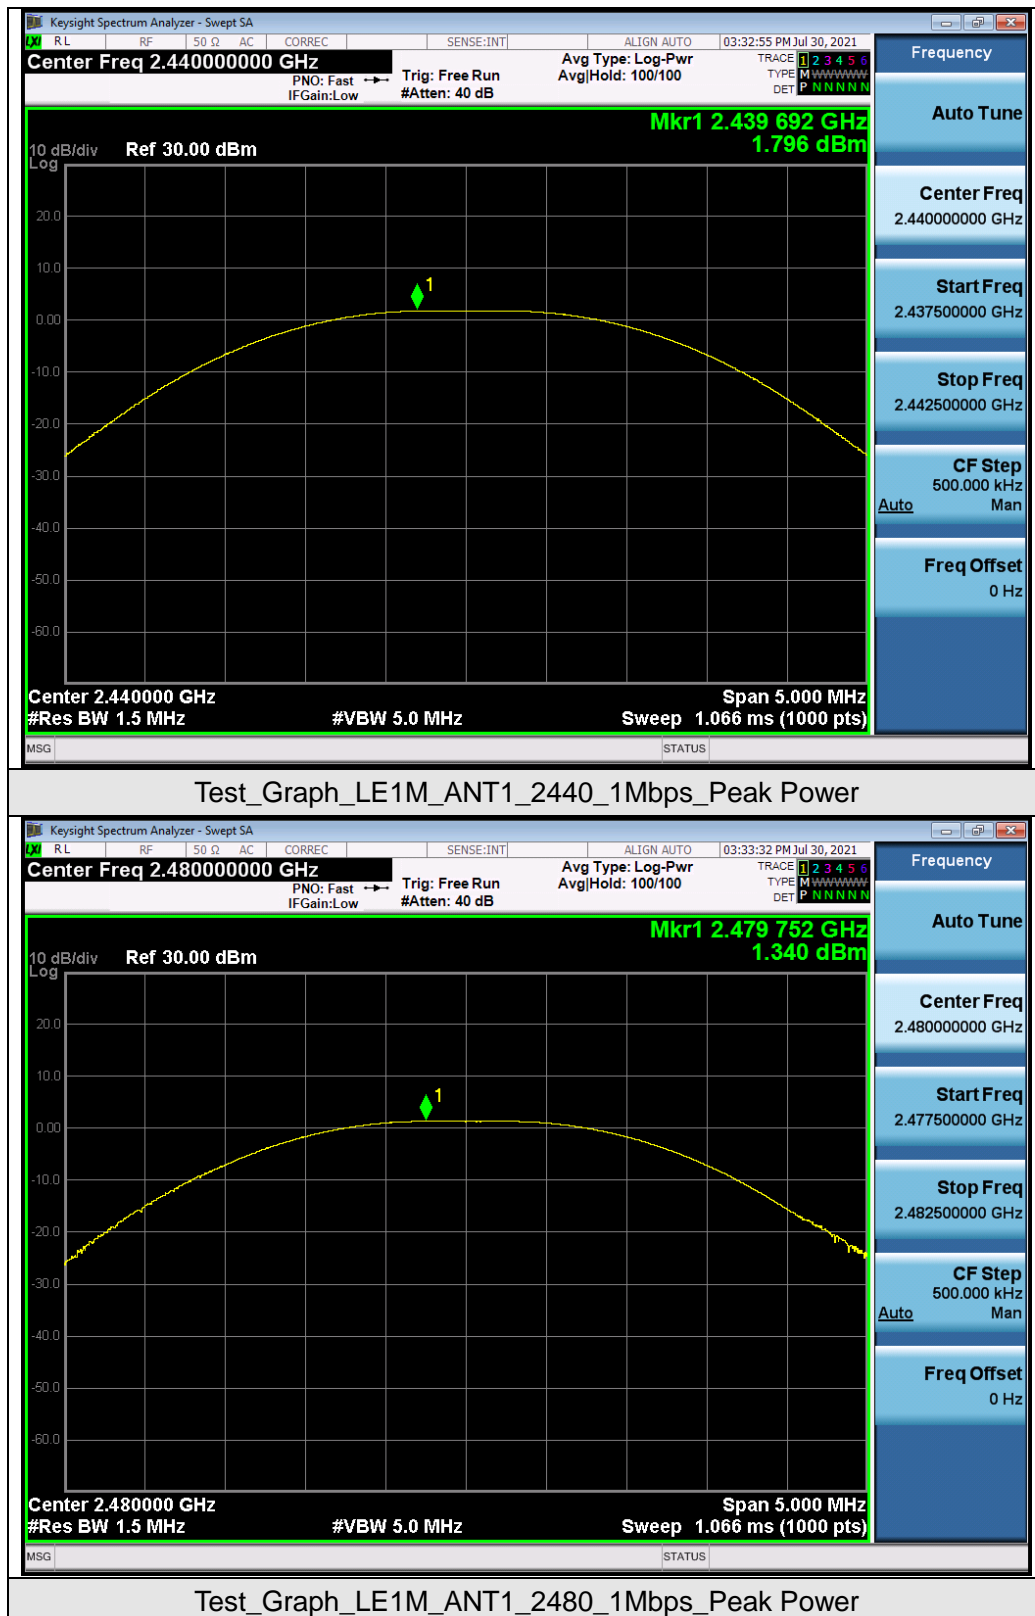 Keysight Spectrum Analyzer - Swept SA
LXI RL RF 50 Ω AC CORREC SENSE:INT ALIGN AUTO 03:32:55 PM Jul 30, 2021
Center Freq 2.440000000 GHz
PNO: Fast
IFGain:Low
Trig: Free Run
#Atten: 40 dB
Avg Type: Log-Pwr
Avg|Hold: 100/100
TRACE 1 2 3 4 5 6
TYPE M WWWWW
DET P N N N N N
Mkr1 2.439 692 GHz
1.796 dBm
10 dB/div Ref 30.00 dBm
Log
20.0
10.0
0.00
-10.0
-20.0
-30.0
-40.0
-50.0
-60.0
1
Center 2.440000 GHz Span 5.000 MHz
#Res BW 1.5 MHz #VBW 5.0 MHz Sweep 1.066 ms (1000 pts)
MSG STATUS
Frequency
Auto Tune
Center Freq
2.440000000 GHz
Start Freq
2.437500000 GHz
Stop Freq
2.442500000 GHz
CF Step
500.000 kHz
Auto Man
Freq Offset
0 Hz
Test_Graph_LE1M_ANT1_2440_1Mbps_Peak Power
Keysight Spectrum Analyzer - Swept SA
LXI RL RF 50 Ω AC CORREC SENSE:INT ALIGN AUTO 03:33:32 PM Jul 30, 2021
Center Freq 2.480000000 GHz
PNO: Fast
IFGain:Low
Trig: Free Run
#Atten: 40 dB
Avg Type: Log-Pwr
Avg|Hold: 100/100
TRACE 1 2 3 4 5 6
TYPE M WWWWW
DET P N N N N N
Mkr1 2.479 752 GHz
1.340 dBm
10 dB/div Ref 30.00 dBm
Log
20.0
10.0
0.00
-10.0
-20.0
-30.0
-40.0
-50.0
-60.0
1
Center 2.480000 GHz Span 5.000 MHz
#Res BW 1.5 MHz #VBW 5.0 MHz Sweep 1.066 ms (1000 pts)
MSG STATUS
Frequency
Auto Tune
Center Freq
2.480000000 GHz
Start Freq
2.477500000 GHz
Stop Freq
2.482500000 GHz
CF Step
500.000 kHz
Auto Man
Freq Offset
0 Hz
Test_Graph_LE1M_ANT1_2480_1Mbps_Peak Power